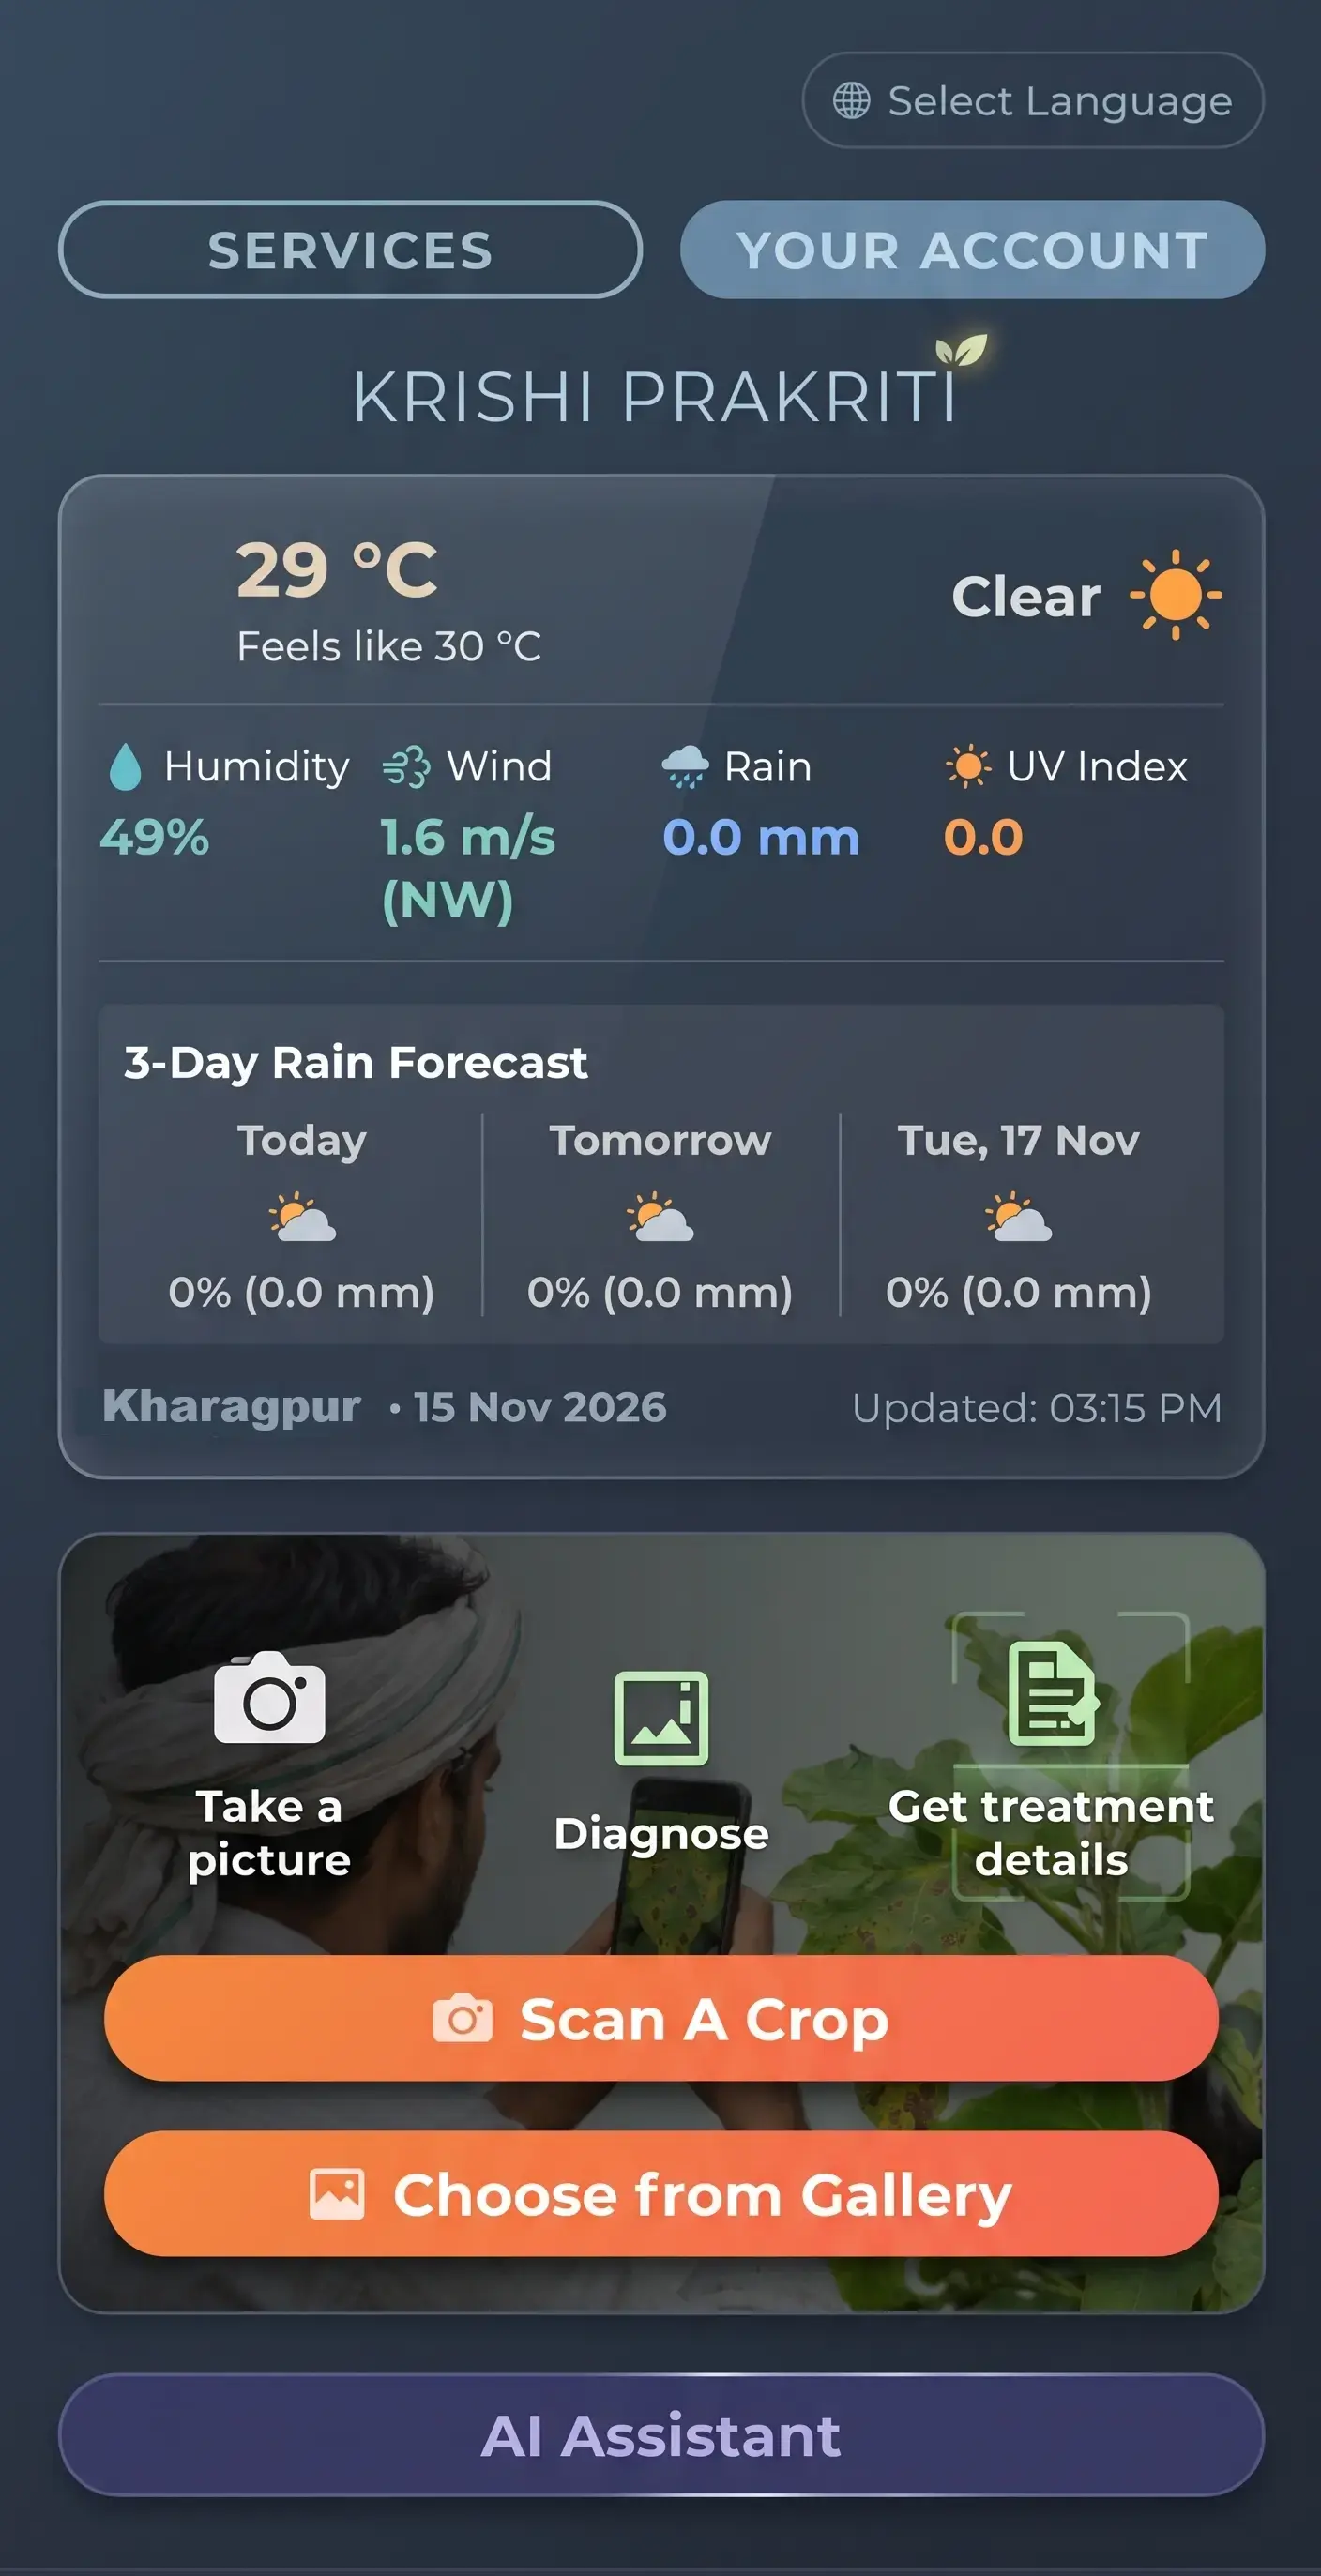 Select Language
SERVICES
YOUR ACCOUNT
KRISHI PRAKRITI
29 °C
Feels like 30 °C
Clear
Humidity
49%
Wind
1.6 m/s
(NW)
Rain
0.0 mm
UV Index
0.0
3-Day Rain Forecast
Today
0% (0.0 mm)
Tomorrow
0% (0.0 mm)
Tue, 17 Nov
0% (0.0 mm)
Kharagpur • 15 Nov 2026
Updated: 03:15 PM
Take a
picture
Diagnose
Get treatment
details
Scan A Crop
Choose from Gallery
AI Assistant